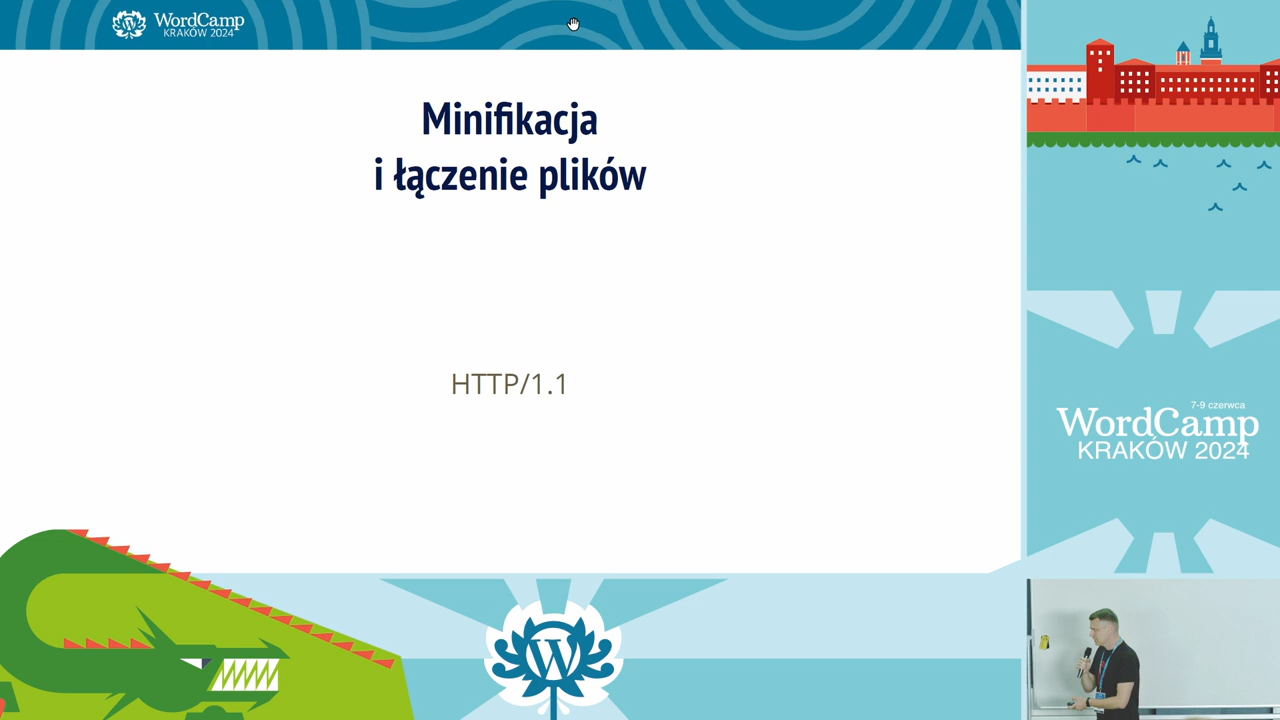 WordCamp
KRAKÓW 2024
Minifikacja
i łączenie plików
HTTP/1.1
7-9 czerwca
WordCamp
KRAKÓW 2024
W